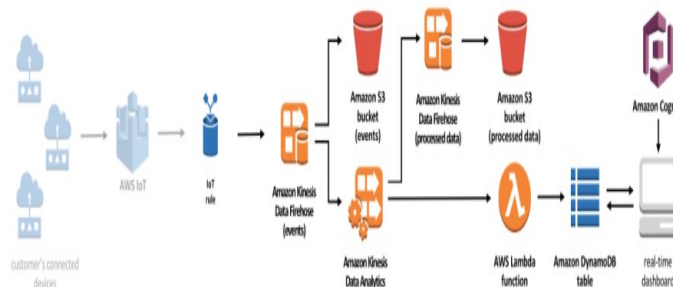 customer's connected
devices
AWS IoT
IoT
rule
Amazon Kinesis
Data Firehose
(events)
Amazon S3
bucket
(events)
Amazon Kinesis
Data Analytics
Amazon Kinesis
Data Firehose
(processed data)
Amazon S3
bucket
(processed data)
AWS Lambda
function
Amazon DynamoDB
table
Amazon Cogn
real-time
dashboard